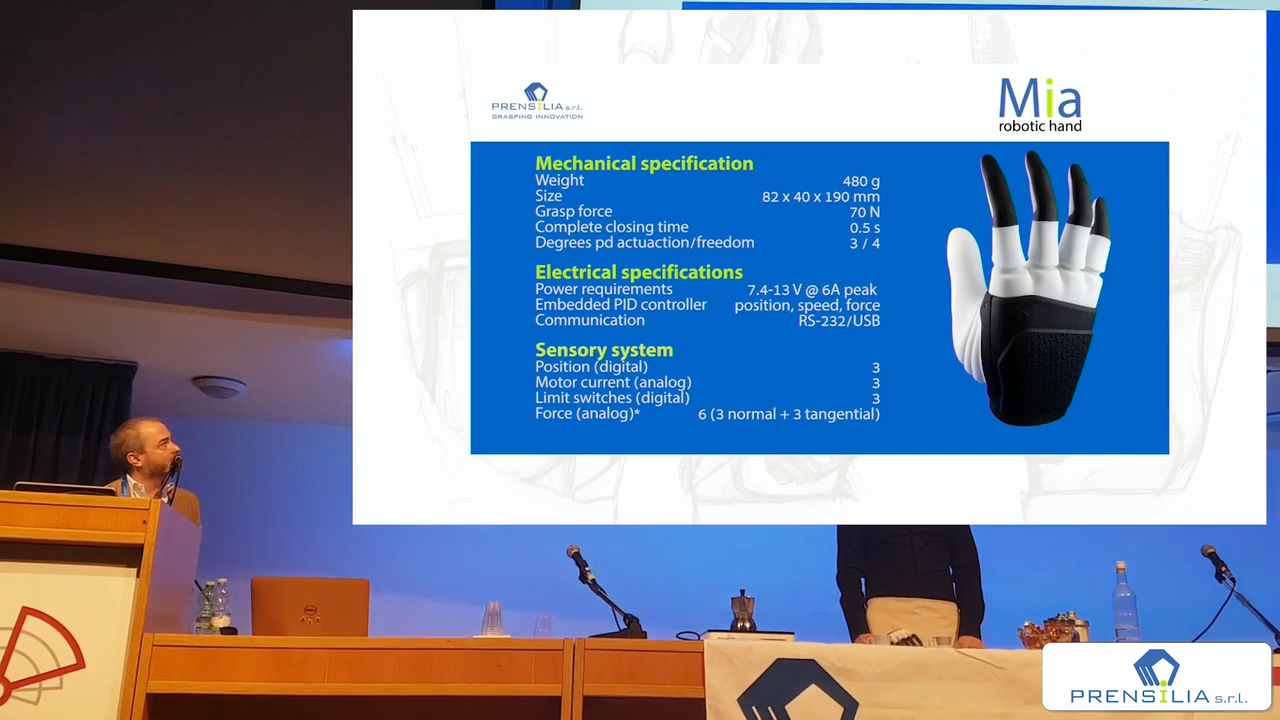 PRENSILIA s.r.l.
GRASPING INNOVATION
Mia
robotic hand
Mechanical specification
Weight 480 g
Size 82 x 40 x 190 mm
Grasp force 70 N
Complete closing time 0.5 s
Degrees pd actuaction/freedom 3 / 4
Electrical specifications
Power requirements 7.4-13 V @ 6A peak
Embedded PID controller position, speed, force
Communication RS-232/USB
Sensory system
Position (digital) 3
Motor current (analog) 3
Limit switches (digital) 3
Force (analog)* 6 (3 normal + 3 tangential)
DELL
PRENSILIA s.r.l.